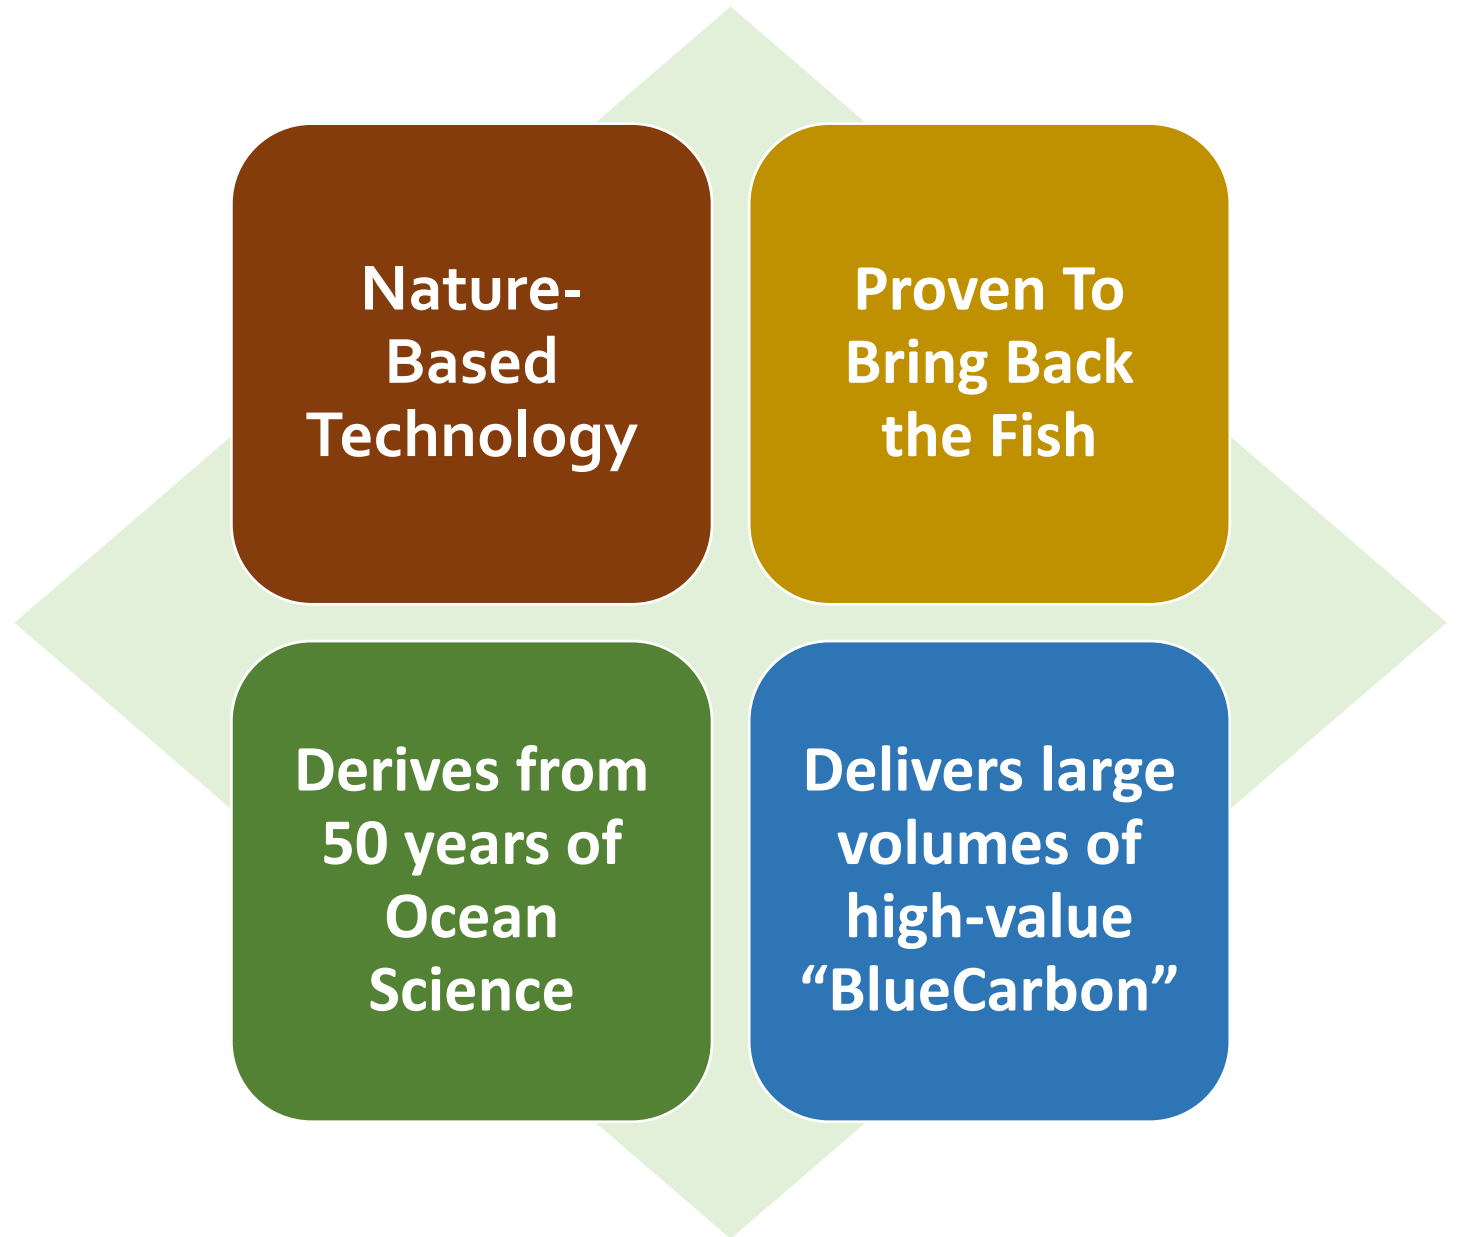 Nature-
Based
Technology
Proven To
Bring Back
the Fish
Derives from
50 years of
Ocean
Science
Delivers large
volumes of
high-value
“BlueCarbon”